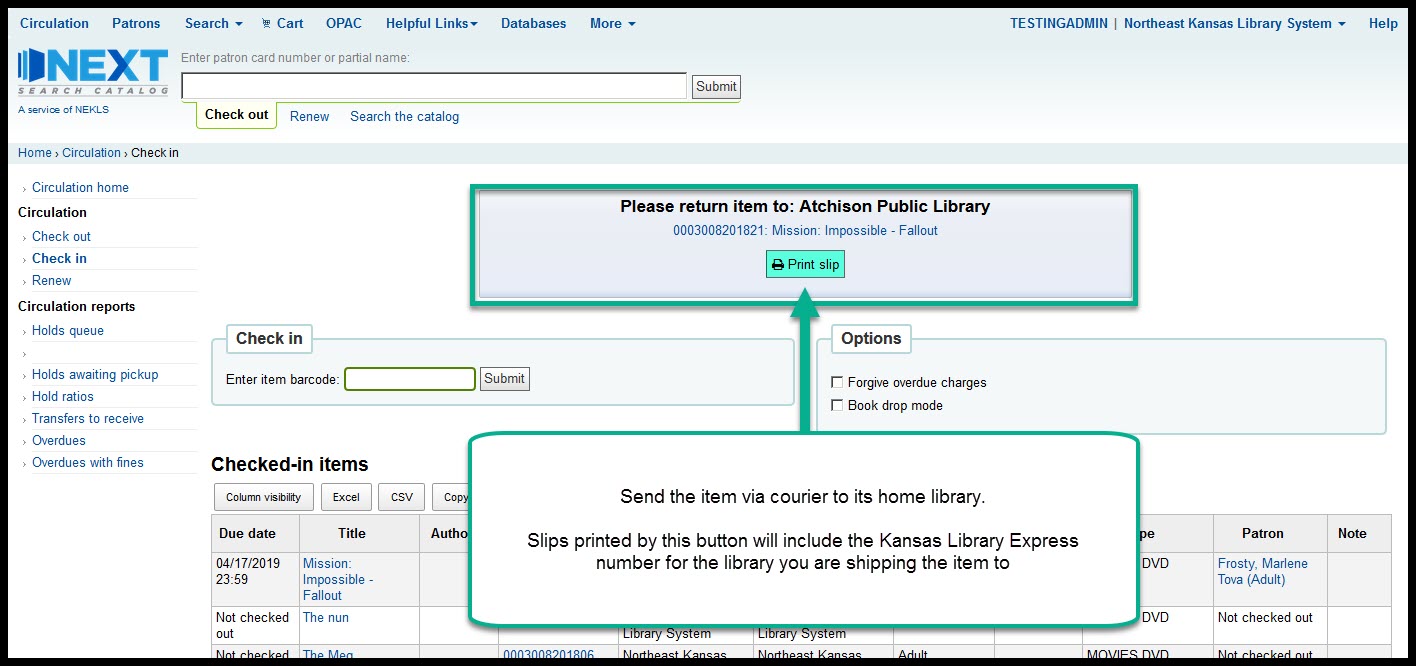 Circulation Patrons Search Cart OPAC Helpful Links Databases More TESTINGADMIN | Northeast Kansas Library System Help
NEXT
SEARCH CATALOG
A service of NEKLS
Enter patron card number or partial name:
Submit
Check out Renew Search the catalog
Home › Circulation › Check in
› Circulation home
Circulation
› Check out
› Check in
› Renew
Circulation reports
› Holds queue
›
› Holds awaiting pickup
› Hold ratios
› Transfers to receive
› Overdues
› Overdues with fines
Please return item to: Atchison Public Library
0003008201821: Mission: Impossible - Fallout
Print slip
Check in
Enter item barcode: Submit
Options
Forgive overdue charges
Book drop mode
Send the item via courier to its home library.
Slips printed by this button will include the Kansas Library Express
number for the library you are shipping the item to
Checked-in items
Column visibility Excel CSV Copy
Due date Title Autho pe Patron Note
04/17/2019 Mission: DVD Frosty, Marlene
23:59 Impossible - Tova (Adult)
Fallout
Not checked The nun DVD Not checked out
out Library System Library System
Not checked The Meg 0003008201806 Northeast Kansas Northeast Kansas Adult MOVIES DVD Not checked out